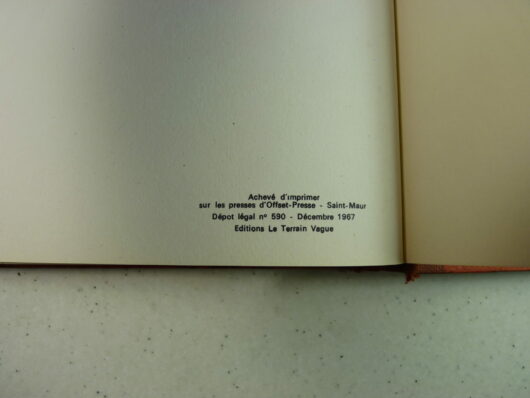 Achevé d'imprimer
sur les presses d'Offset-Presse - Saint-Maur
Dépot légal n° 590 - Décembre 1967
Editions Le Terrain Vague